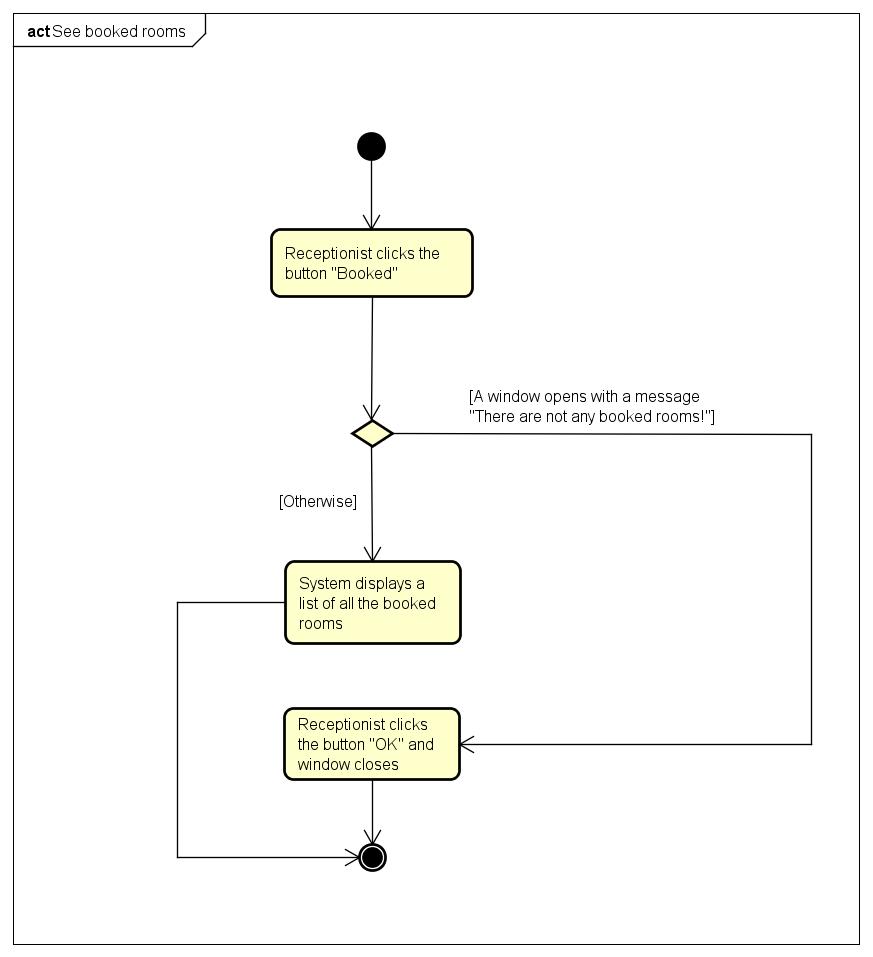 act See booked rooms
Receptionist clicks the
button "Booked"
[A window opens with a message
"There are not any booked rooms!"]
[Otherwise]
System displays a
list of all the booked
rooms
Receptionist clicks
the button "OK" and
window closes